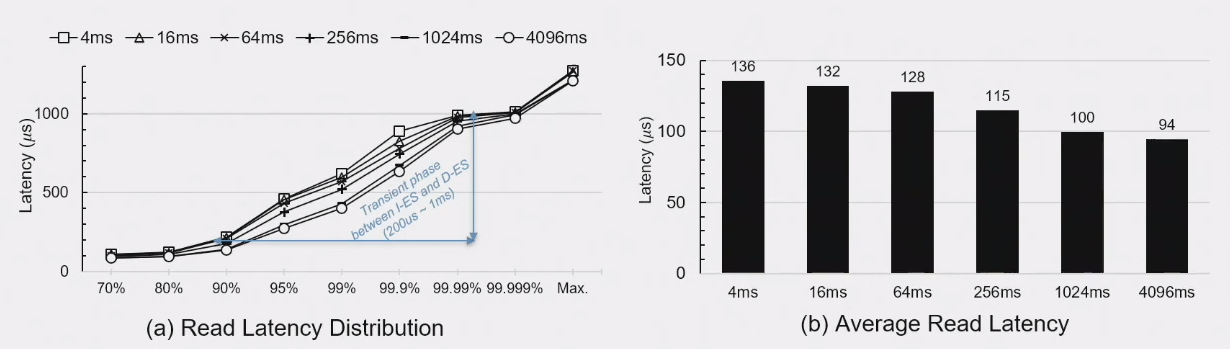 4ms 16ms 64ms 256ms 1024ms 4096ms
Latency (µs)
1000
500
0
Transient phase
between I-ES and D-ES
(200us ~ 1ms)
70% 80% 90% 95% 99% 99.9% 99.99% 99.999% Max.
(a) Read Latency Distribution
Latency (µs)
150
100
50
0
136 132 128 115 100 94
4ms 16ms 64ms 256ms 1024ms 4096ms
(b) Average Read Latency